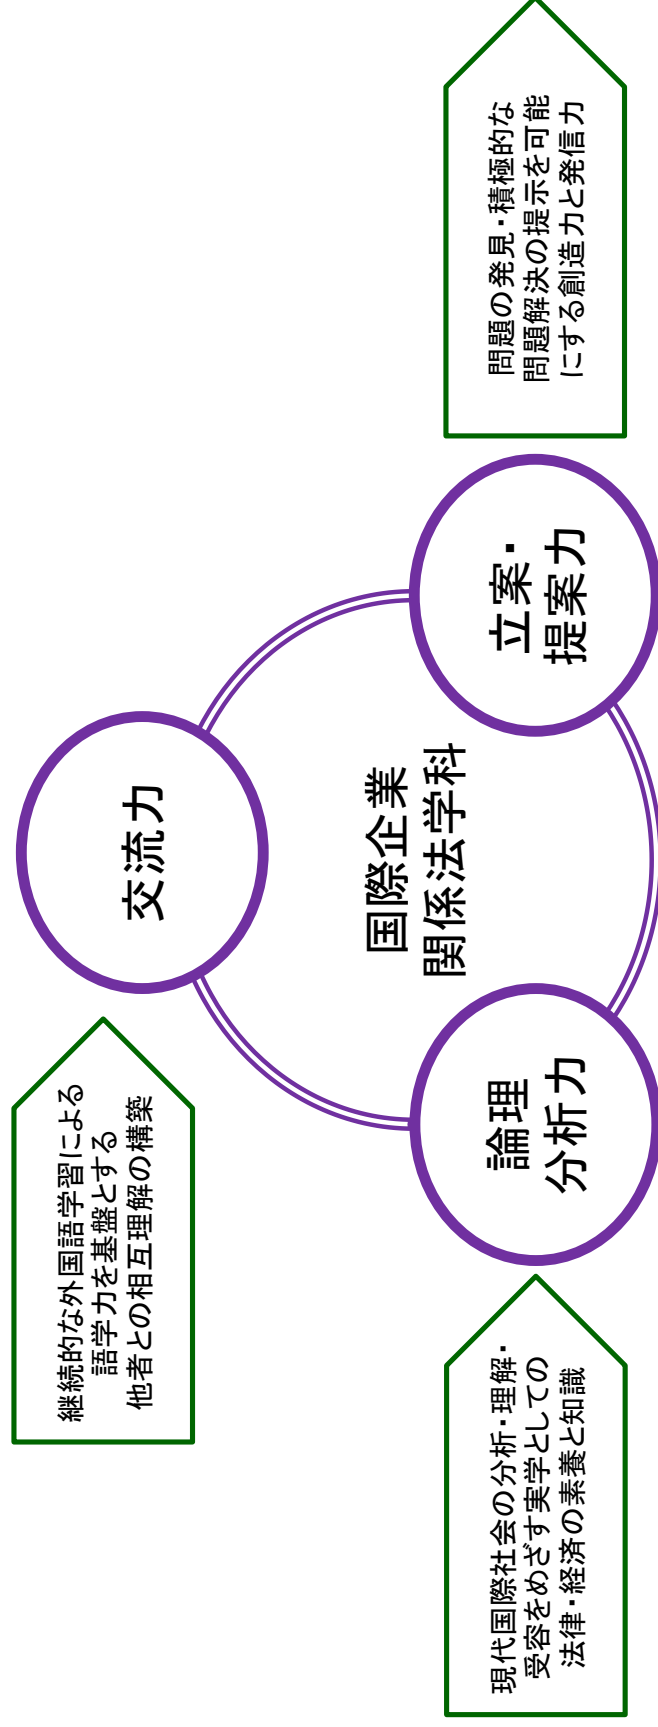 継続的な外国語学習による
語学力を基盤とする
他者との相互理解の構築
交流力
国際企業
関係法学科
現代国際社会の分析・理解・
受容をめざす実学としての
法律・経済の素養と知識
論理
分析力
立案・
提案力
問題の発見・積極的な
問題解決の提示を可能
にする創造力と発信力